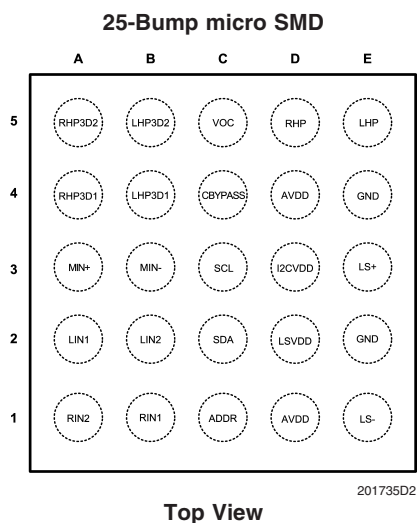 25-Bump micro SMD
A B C D E
5 RHP3D2 LHP3D2 VOC RHP LHP
4 RHP3D1 LHP3D1 CBYPASS AVDD GND
3 MIN+ MIN- SCL I2CVDD LS+
2 LIN1 LIN2 SDA LSVDD GND
1 RIN2 RIN1 ADDR AVDD LS-
201735D2
Top View